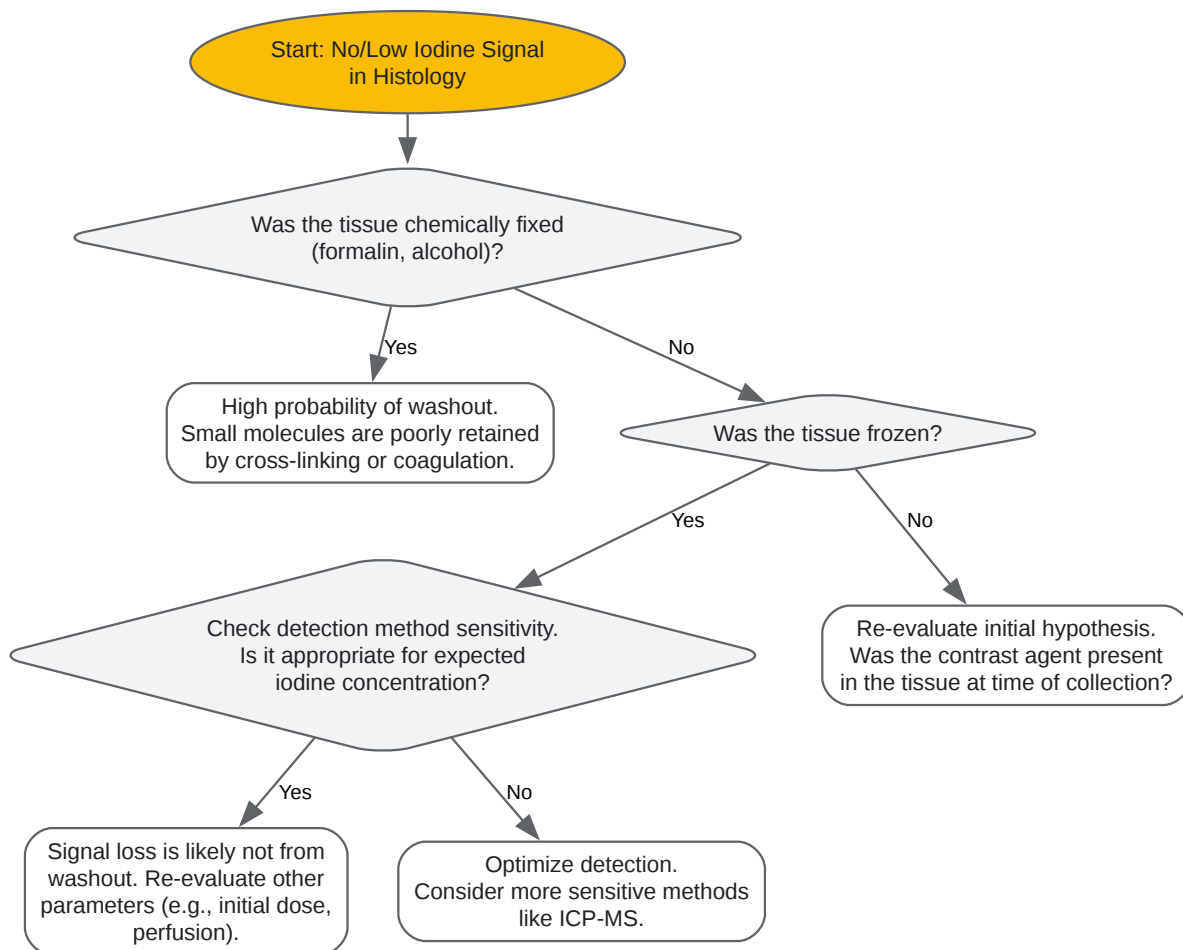 Start: No/Low Iodine Signal
in Histology
Was the tissue chemically fixed
(formalin, alcohol)?
Yes
No
High probability of washout.
Small molecules are poorly retained
by cross-linking or coagulation.
Was the tissue frozen?
Yes
No
Check detection method sensitivity.
Is it appropriate for expected
iodine concentration?
Re-evaluate initial hypothesis.
Was the contrast agent present
in the tissue at time of collection?
Yes
No
Signal loss is likely not from
washout. Re-evaluate other
parameters (e.g., initial dose,
perfusion).
Optimize detection.
Consider more sensitive methods
like ICP-MS.